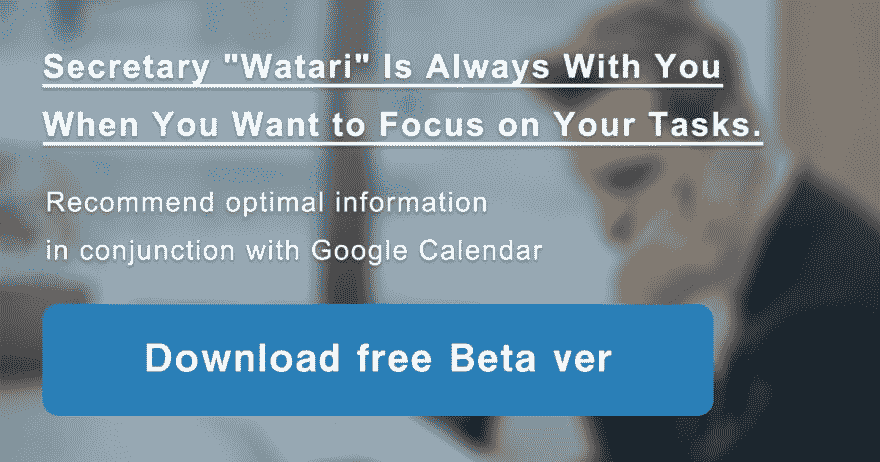 Secretary "Watari" Is Always With You
When You Want to Focus on Your Tasks.
Recommend optimal information
in conjunction with Google Calendar
Download free Beta ver